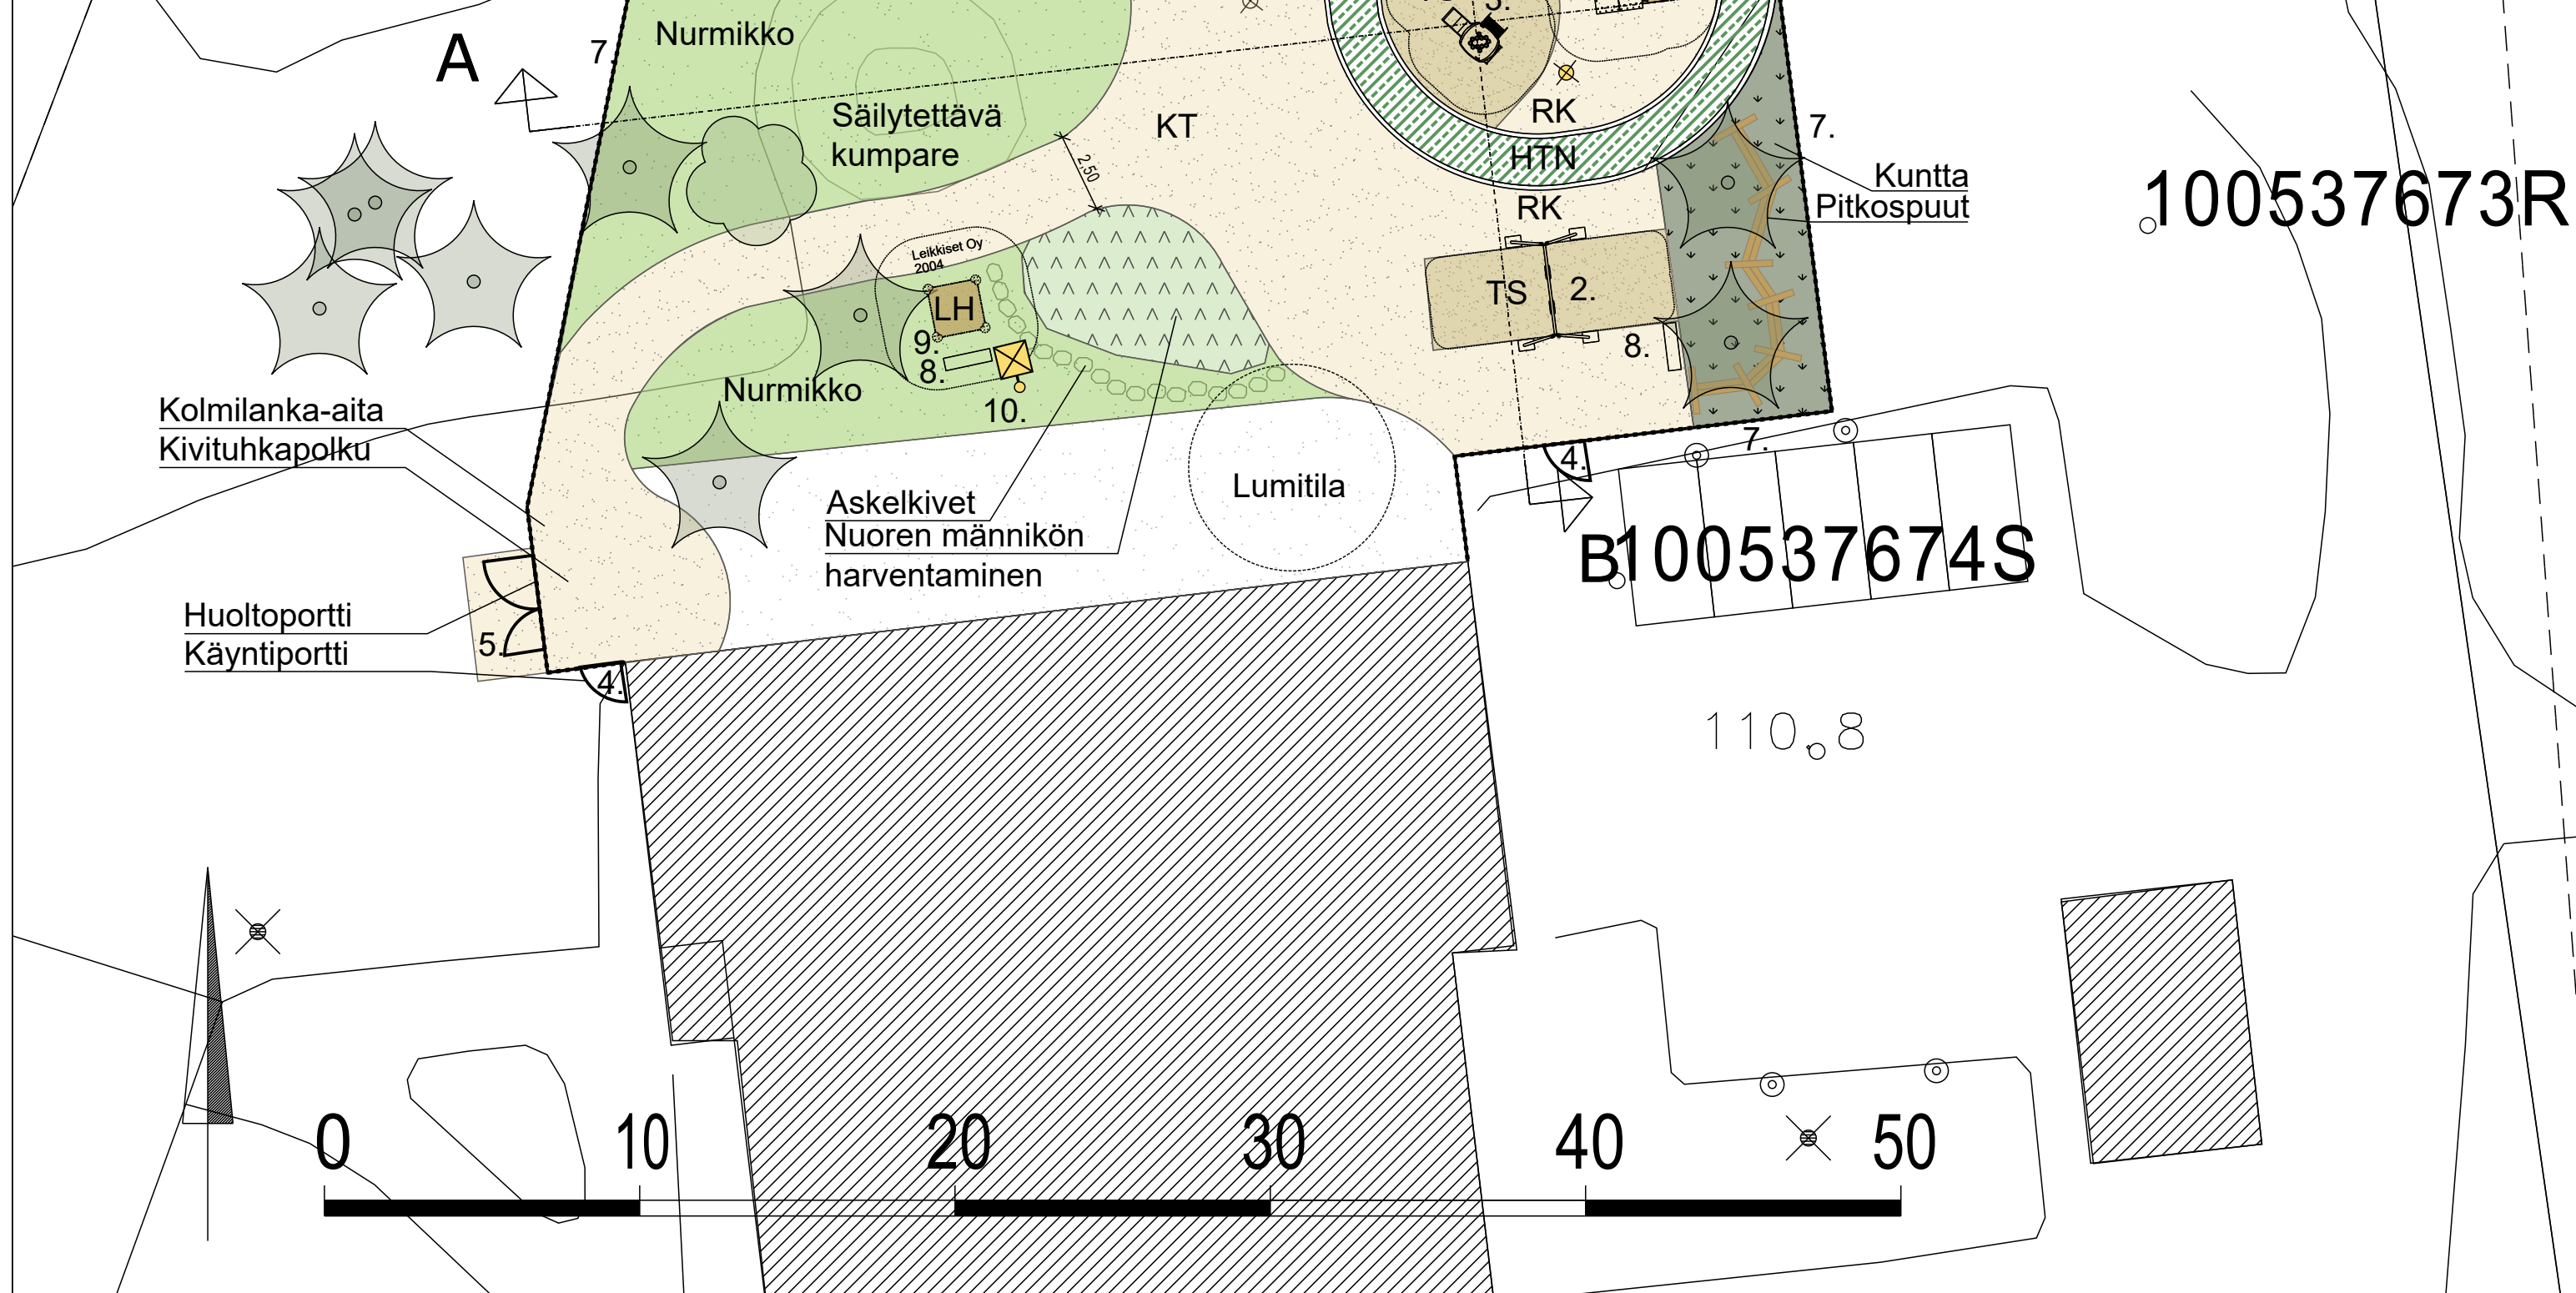 Nurmikko
A
7.
3.
Säilytettävä
kumpare
KT
2.50
RK
HTN
RK
7.
Kuntta
Pitkospuut
100537673R
Leikkiset Oy
2004
LH
9.
8.
10.
Nurmikko
TS
2.
8.
Kolmilanka-aita
Kivituhkapolku
Askelkivet
Nuoren männikön
harventaminen
Lumitila
4.
7.
B
100537674S
Huoltoportti
Käyntiportti
5.
4.
110.8
0
10
20
30
40
50